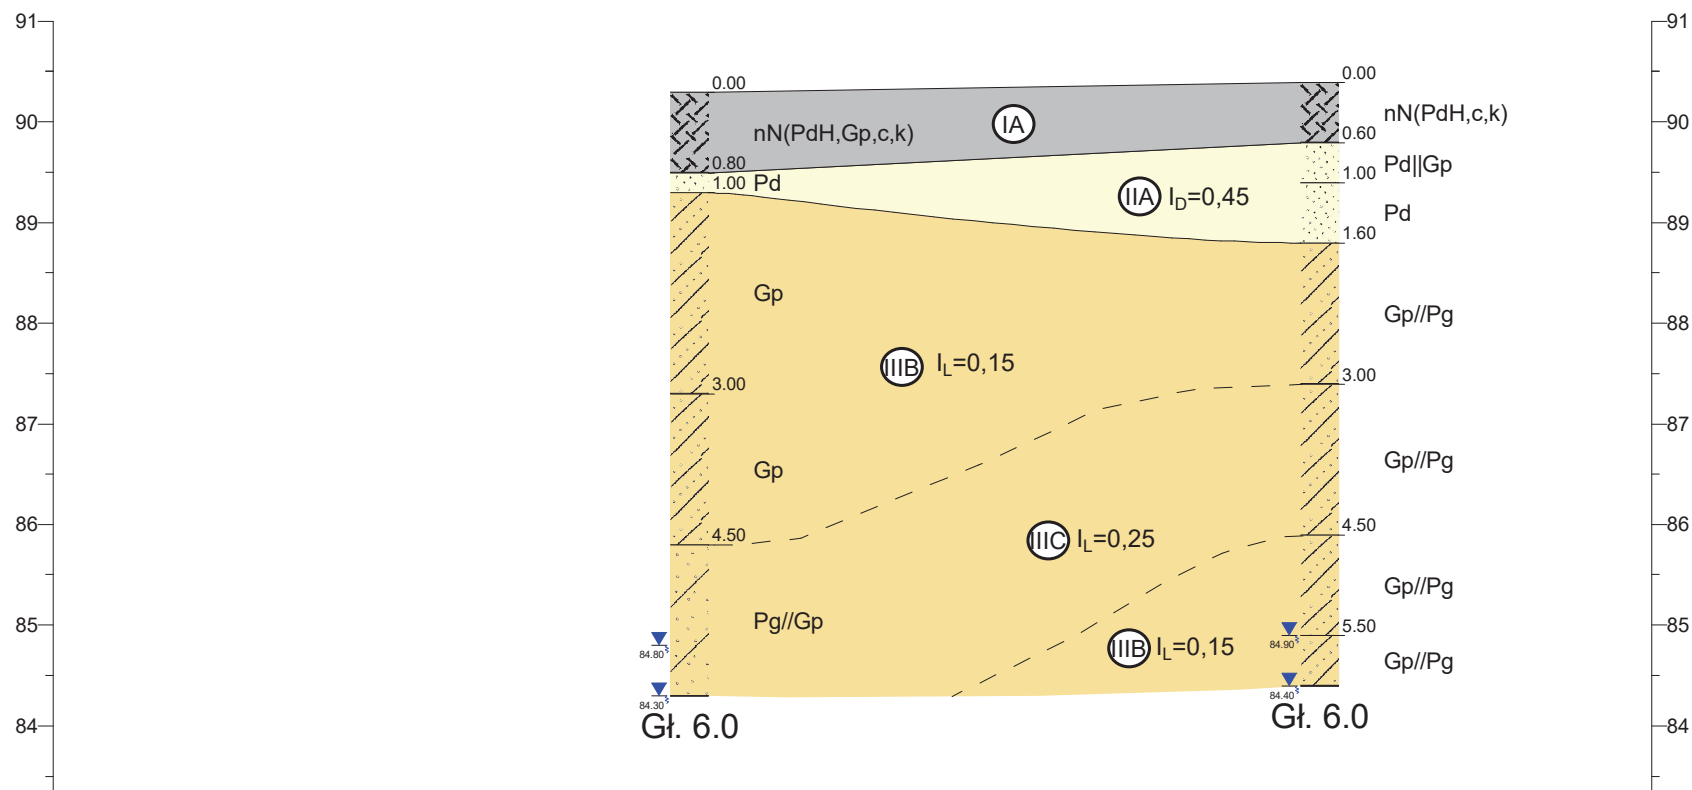 91
91
0.00
0.00
nN(PdH,c,k)
90
IA
90
nN(PdH,Gp,c,k)
0.60
0.80
Pd||Gp
1.00
Pd
1.00
IIA I_D=0,45
Pd
89
1.60
89
Gp
88
Gp//Pg
88
IIIB I_L=0,15
3.00
3.00
87
87
Gp
Gp//Pg
86
4.50
86
4.50
IIIC I_L=0,25
Gp//Pg
85
Pg//Gp
5.50
85
84.80
84.90
IIIB I_L=0,15
Gp//Pg
84.30
84.40
84
Gł. 6.0
Gł. 6.0
84